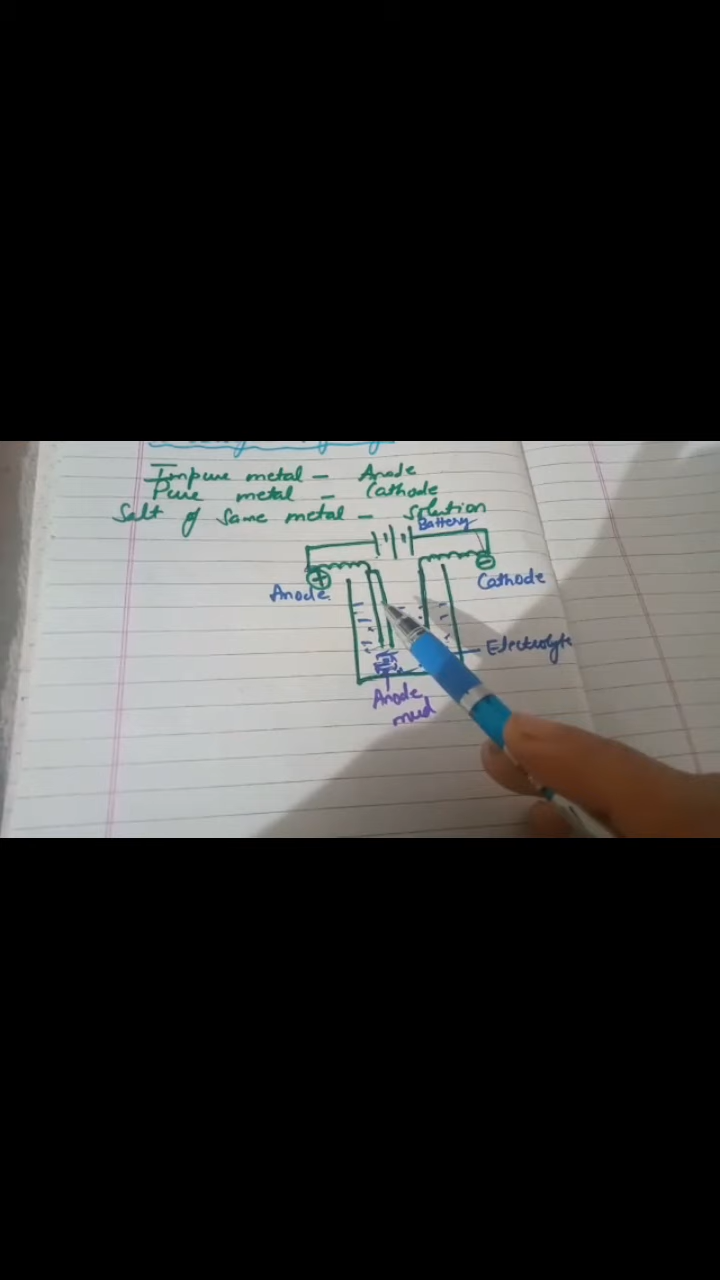 Impure metal - Anode
Pure metal - Cathode
Salt of Same metal - solution
Battery
+
-
Anode.
Cathode
Electrolyte
Anode
mud